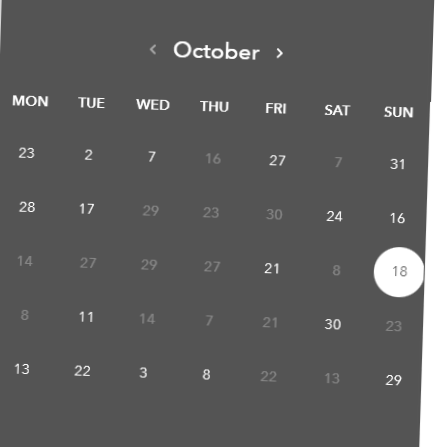 ‹ October ›
MON TUE WED THU FRI SAT SUN
23 2 7 16 27 7 31
28 17 29 23 30 24 16
14 27 29 27 21 8 18
8 11 14 7 21 30 23
13 22 3 8 22 13 29